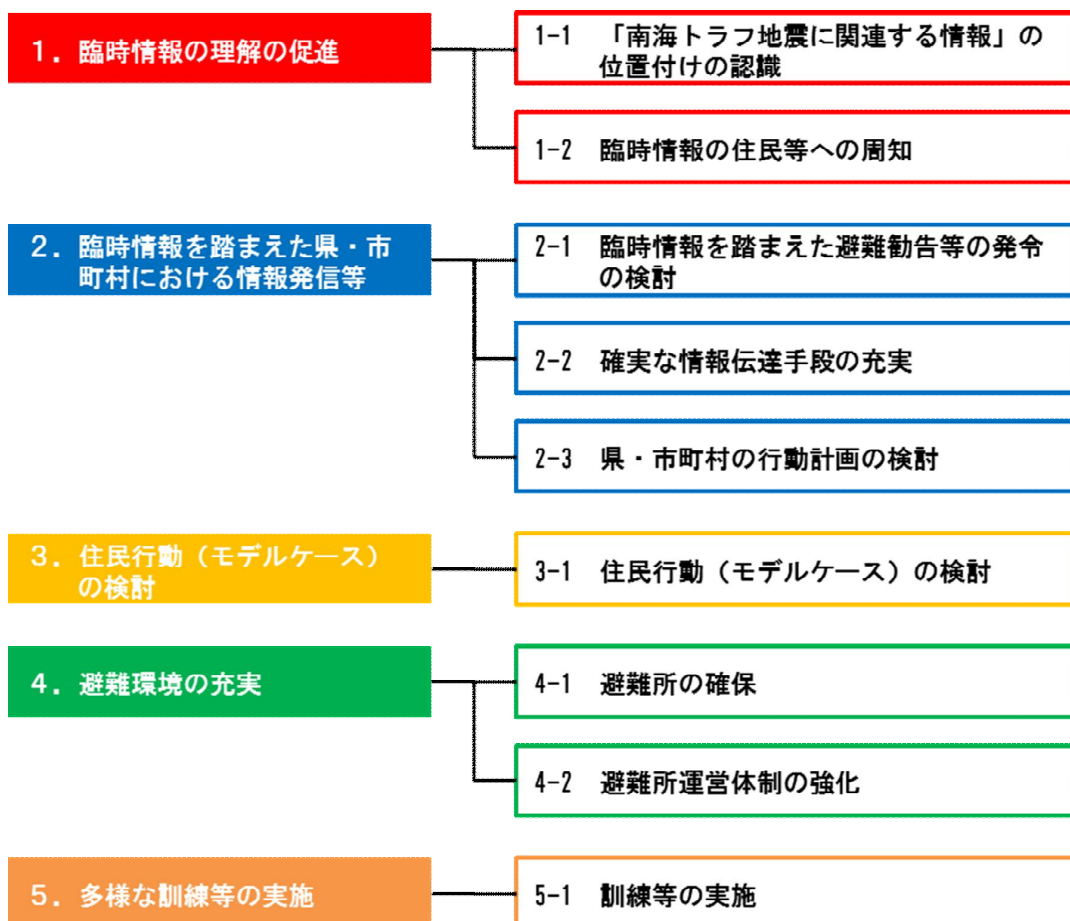 1. 臨時情報の理解の促進
1-1 「南海トラフ地震に関連する情報」の
位置付けの認識
1-2 臨時情報の住民等への周知
2. 臨時情報を踏まえた県・市
町村における情報発信等
2-1 臨時情報を踏まえた避難勧告等の発令
の検討
2-2 確実な情報伝達手段の充実
2-3 県・市町村の行動計画の検討
3. 住民行動（モデルケース）
の検討
3-1 住民行動（モデルケース）の検討
4. 避難環境の充実
4-1 避難所の確保
4-2 避難所運営体制の強化
5. 多様な訓練等の実施
5-1 訓練等の実施